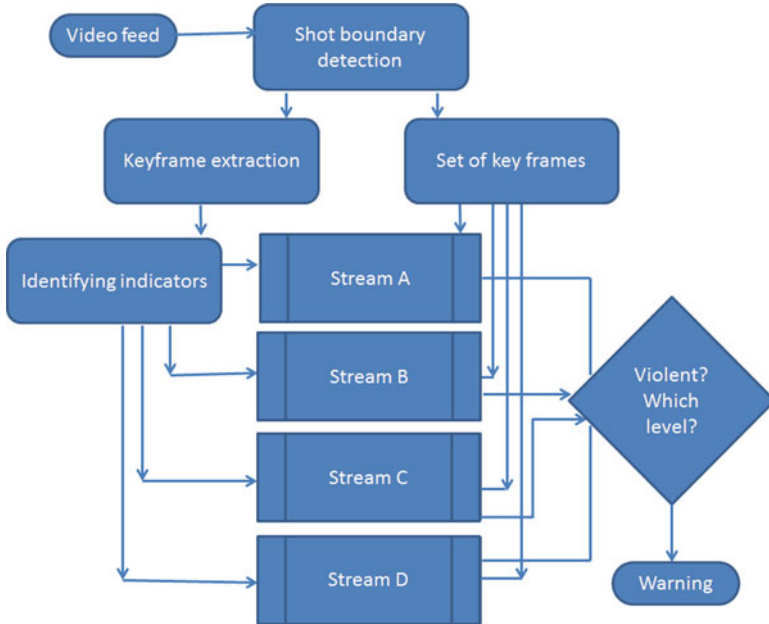 Video feed
Shot boundary
detection
Keyframe extraction
Set of key frames
Identifying indicators
Stream A
Stream B
Stream C
Stream D
Violent?
Which
level?
Warning